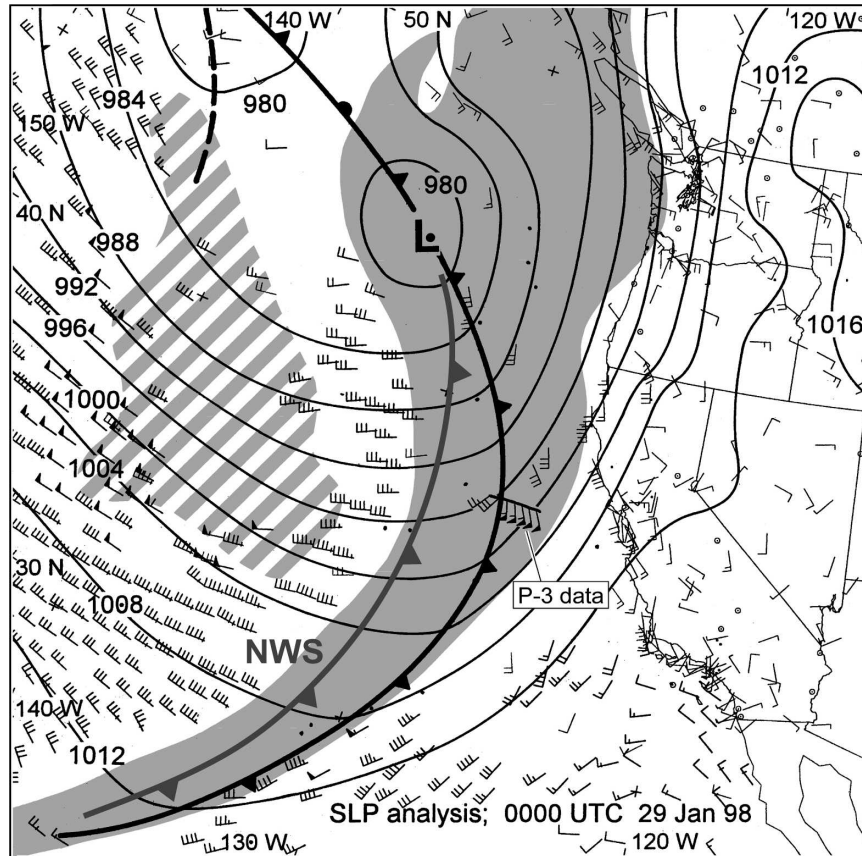 140 W
50 N
120 W
984
980
1012
150 W
980
40 N
988
992
1016
996
1000
1004
30 N
P-3 data
1008
NWS
140 W
1012
SLP analysis; 0000 UTC 29 Jan 98
130 W
120 W
L